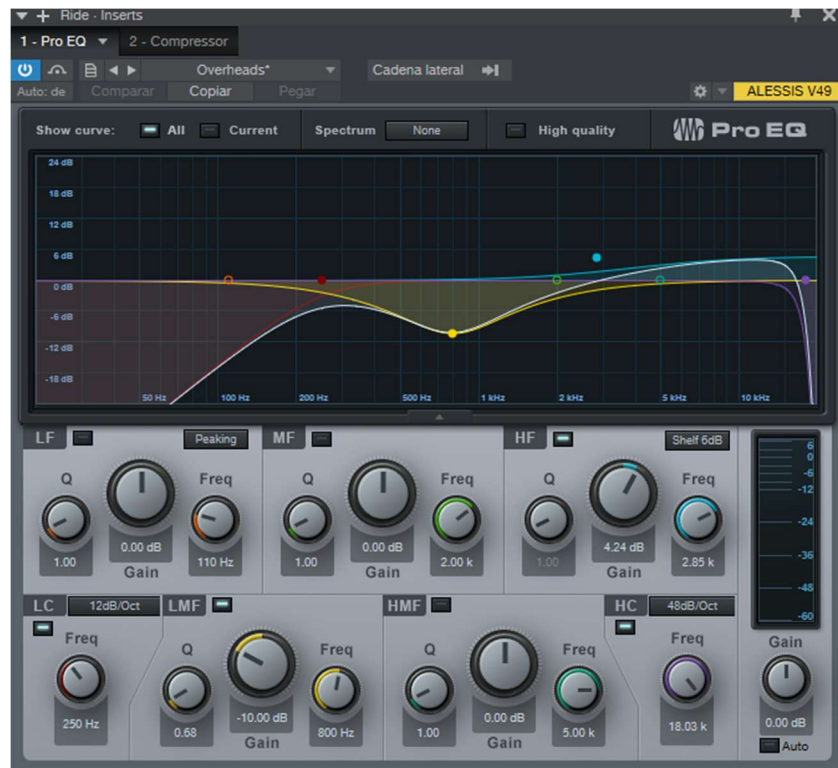 Ride · Inserts
1 - Pro EQ 2 - Compressor
Overheads* Cadena lateral
Auto: de Comparar Copiar Pegar ALESSIS V49
Show curve: All Current Spectrum None High quality Pro EQ
24 dB
18 dB
12 dB
6 dB
0 dB
-6 dB
-12 dB
-18 dB
50 Hz 100 Hz 200 Hz 500 Hz 1 kHz 2 kHz 5 kHz 10 kHz
LF Peaking MF HF Shelf 6dB
Q Freq Q Freq Q Freq
1.00 0.00 dB 110 Hz 1.00 0.00 dB 2.00 k 1.00 4.24 dB 2.85 k
Gain Gain Gain
6
0
-6
-12
-24
-36
-48
-60
LC 12dB/Oct LMF HMF HC 48dB/Oct
Freq Q Freq Q Freq Freq Gain
250 Hz 0.68 -10.00 dB 800 Hz 1.00 0.00 dB 5.00 k 18.03 k 0.00 dB
Gain Gain Auto